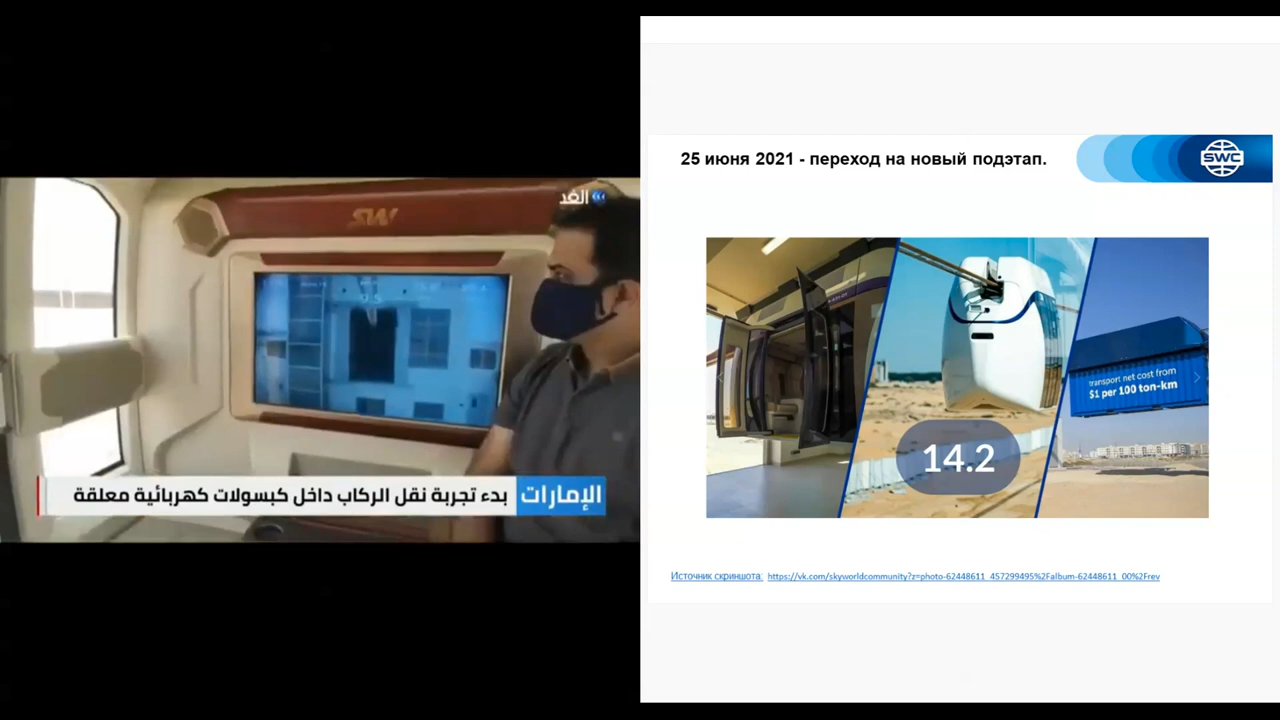 الغد
SW
الإمارات بدء تجربة نقل الركاب داخل كبسولات كهربائية معلقة
25 июня 2021 - переход на новый подэтап.
SWC
transport net cost from
$1 per 100 ton-km
14.2
Источник скриншота: https://vk.com/skyworldcommunity?z=photo-62448611_457299495%2Falbum-62448611_00%2Frev